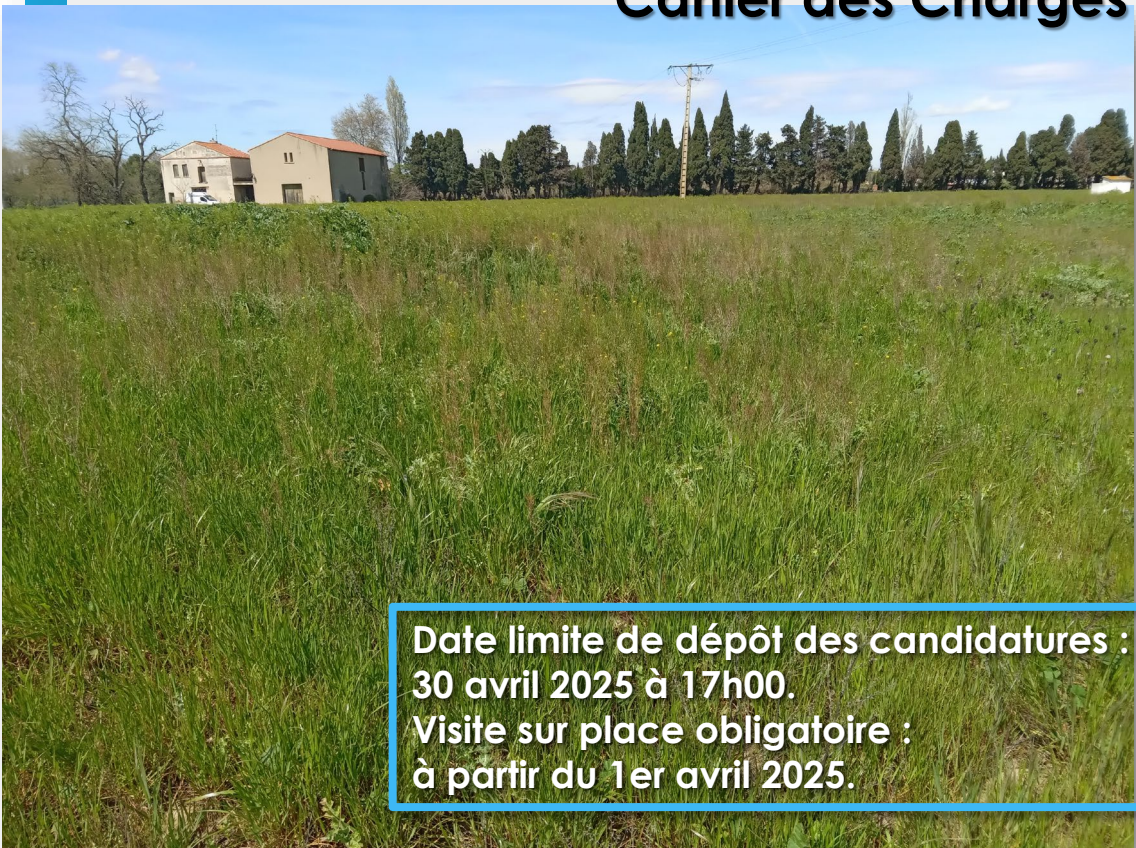 Cahier des Charges
Date limite de dépôt des candidatures :
30 avril 2025 à 17h00.
Visite sur place obligatoire :
à partir du 1er avril 2025.